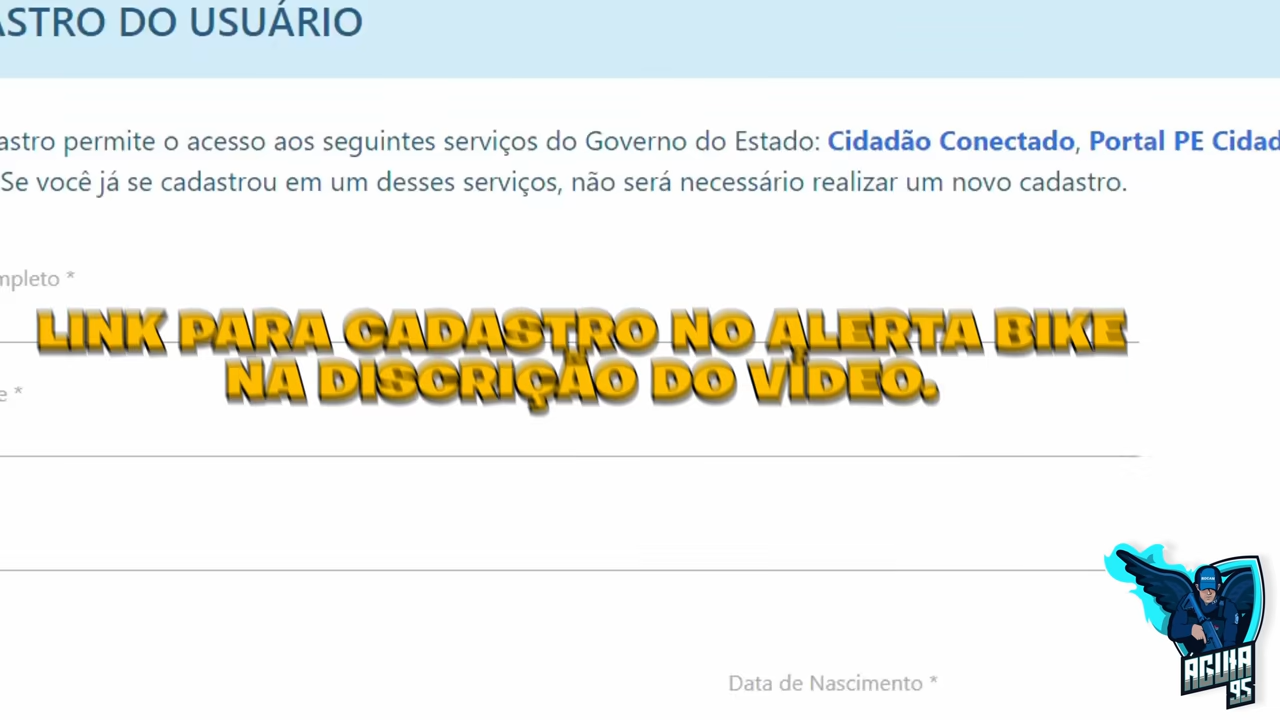 ASTRO DO USUÁRIO
astro permite o acesso aos seguintes serviços do Governo do Estado: Cidadão Conectado, Portal PE Cidad
Se você já se cadastrou em um desses serviços, não será necessário realizar um novo cadastro.
mpleto *
LINK PARA CADASTRO NO ALERTA BIKE
NA DISCRIÇÃO DO VÍDEO.
e *
Data de Nascimento *
ÁGUIA
95